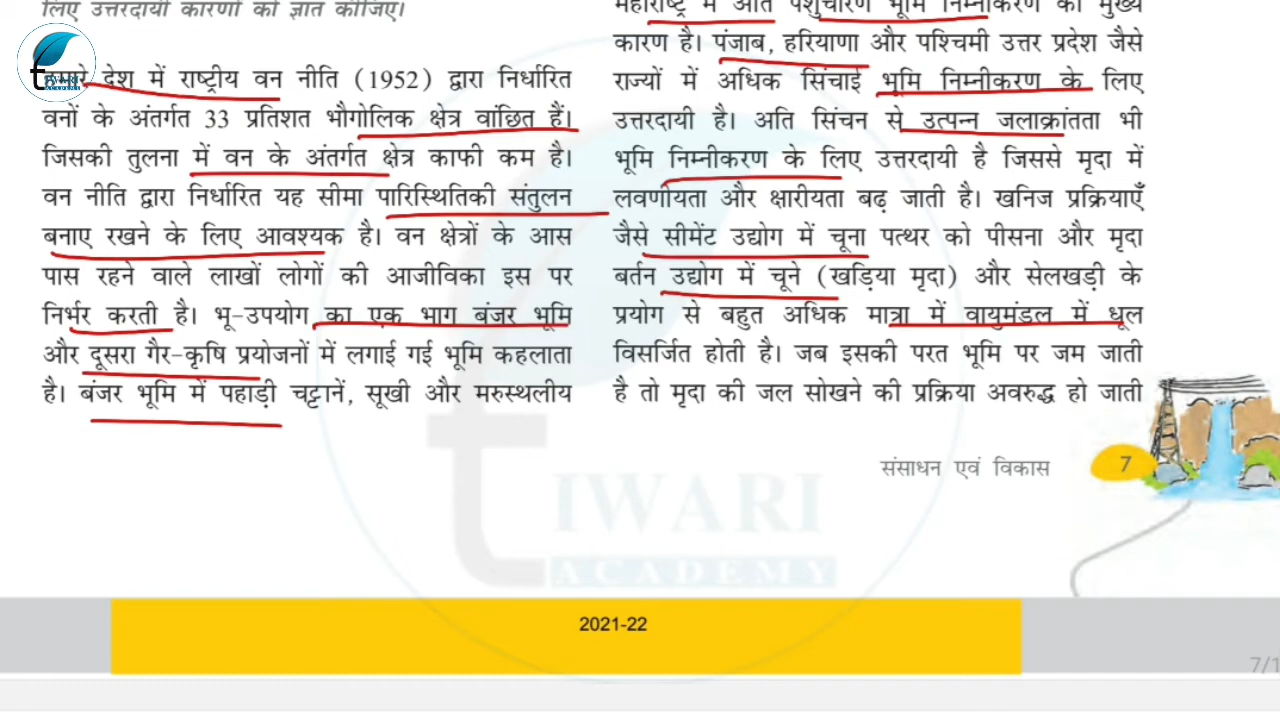 लिए उत्तरदायी कारणों को ज्ञात कीजिए।
हमारे देश में राष्ट्रीय वन नीति (1952) द्वारा निर्धारित
वनों के अंतर्गत 33 प्रतिशत भौगोलिक क्षेत्र वांछित हैं।
जिसकी तुलना में वन के अंतर्गत क्षेत्र काफी कम है।
वन नीति द्वारा निर्धारित यह सीमा पारिस्थितिकी संतुलन
बनाए रखने के लिए आवश्यक है। वन क्षेत्रों के आस
पास रहने वाले लाखों लोगों की आजीविका इस पर
निर्भर करती है। भू-उपयोग का एक भाग बंजर भूमि
और दूसरा गैर-कृषि प्रयोजनों में लगाई गई भूमि कहलाता
है। बंजर भूमि में पहाड़ी चट्टानें, सूखी और मरुस्थलीय
महाराष्ट्र में अति पशुचारण भूमि निम्नीकरण का मुख्य
कारण है। पंजाब, हरियाणा और पश्चिमी उत्तर प्रदेश जैसे
राज्यों में अधिक सिंचाई भूमि निम्नीकरण के लिए
उत्तरदायी है। अति सिंचन से उत्पन्न जलाक्रांतता भी
भूमि निम्नीकरण के लिए उत्तरदायी है जिससे मृदा में
लवणीयता और क्षारीयता बढ़ जाती है। खनिज प्रक्रियाएँ
जैसे सीमेंट उद्योग में चूना पत्थर को पीसना और मृदा
बर्तन उद्योग में चूने (खड़िया मृदा) और सेलखड़ी के
प्रयोग से बहुत अधिक मात्रा में वायुमंडल में धूल
विसर्जित होती है। जब इसकी परत भूमि पर जम जाती
है तो मृदा की जल सोखने की प्रक्रिया अवरुद्ध हो जाती
संसाधन एवं विकास 7
TIWARI
ACADEMY
2021-22
7/1